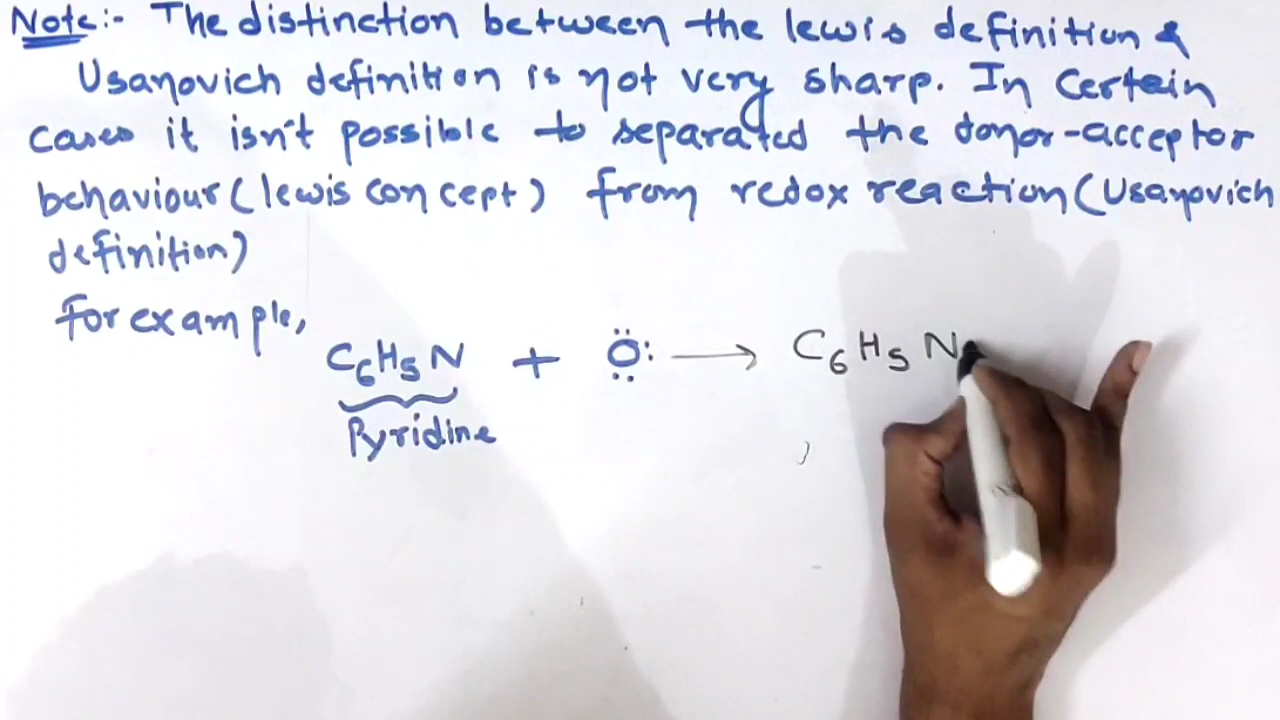 Note:- The distinction between the lewis definition &
Usanovich definition is not very sharp. In certain
cases it isn't possible to separated the donor-acceptor
behaviour (lewis concept) from redox reaction (Usanovich
definition)
For example,
C₆H₅N + Ö: → C₆H₅N
Pyridine